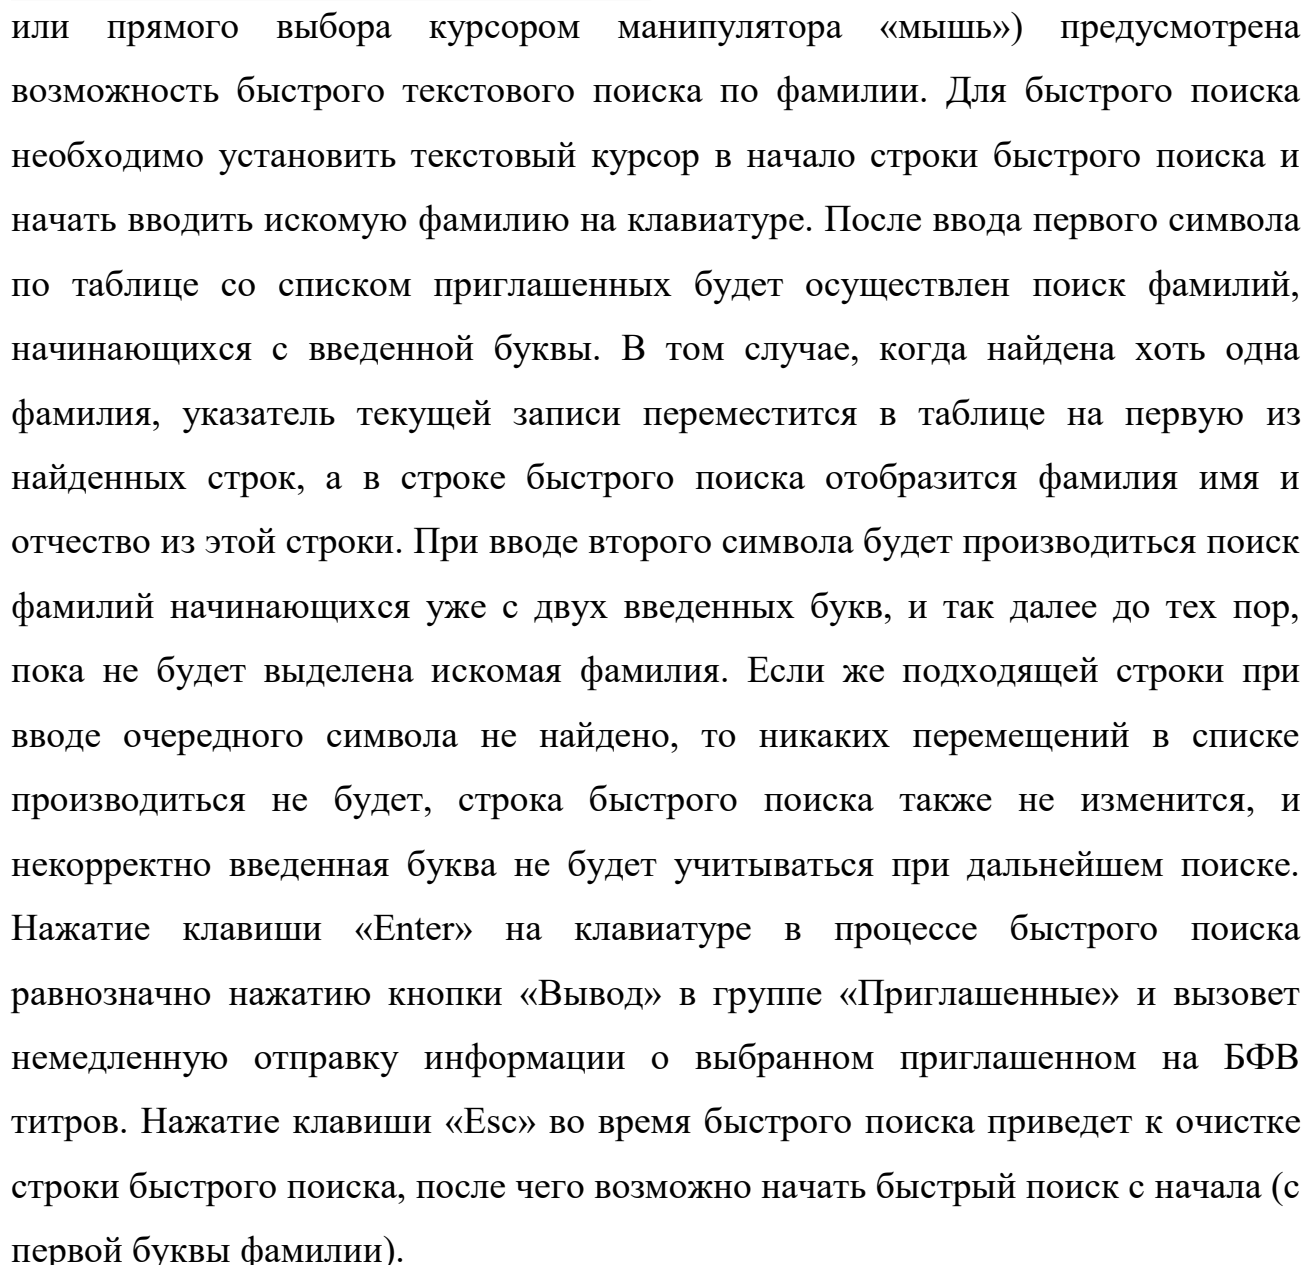 или прямого выбора курсором манипулятора «мышь») предусмотрена
возможность быстрого текстового поиска по фамилии. Для быстрого поиска
необходимо установить текстовый курсор в начало строки быстрого поиска и
начать вводить искомую фамилию на клавиатуре. После ввода первого символа
по таблице со списком приглашенных будет осуществлен поиск фамилий,
начинающихся с введенной буквы. В том случае, когда найдена хоть одна
фамилия, указатель текущей записи переместится в таблице на первую из
найденных строк, а в строке быстрого поиска отобразится фамилия имя и
отчество из этой строки. При вводе второго символа будет производиться поиск
фамилий начинающихся уже с двух введенных букв, и так далее до тех пор,
пока не будет выделена искомая фамилия. Если же подходящей строки при
вводе очередного символа не найдено, то никаких перемещений в списке
производиться не будет, строка быстрого поиска также не изменится, и
некорректно введенная буква не будет учитываться при дальнейшем поиске.
Нажатие клавиши «Enter» на клавиатуре в процессе быстрого поиска
равнозначно нажатию кнопки «Вывод» в группе «Приглашенные» и вызовет
немедленную отправку информации о выбранном приглашенном на БФВ
титров. Нажатие клавиши «Esc» во время быстрого поиска приведет к очистке
строки быстрого поиска, после чего возможно начать быстрый поиск с начала (с
первой буквы фамилии).